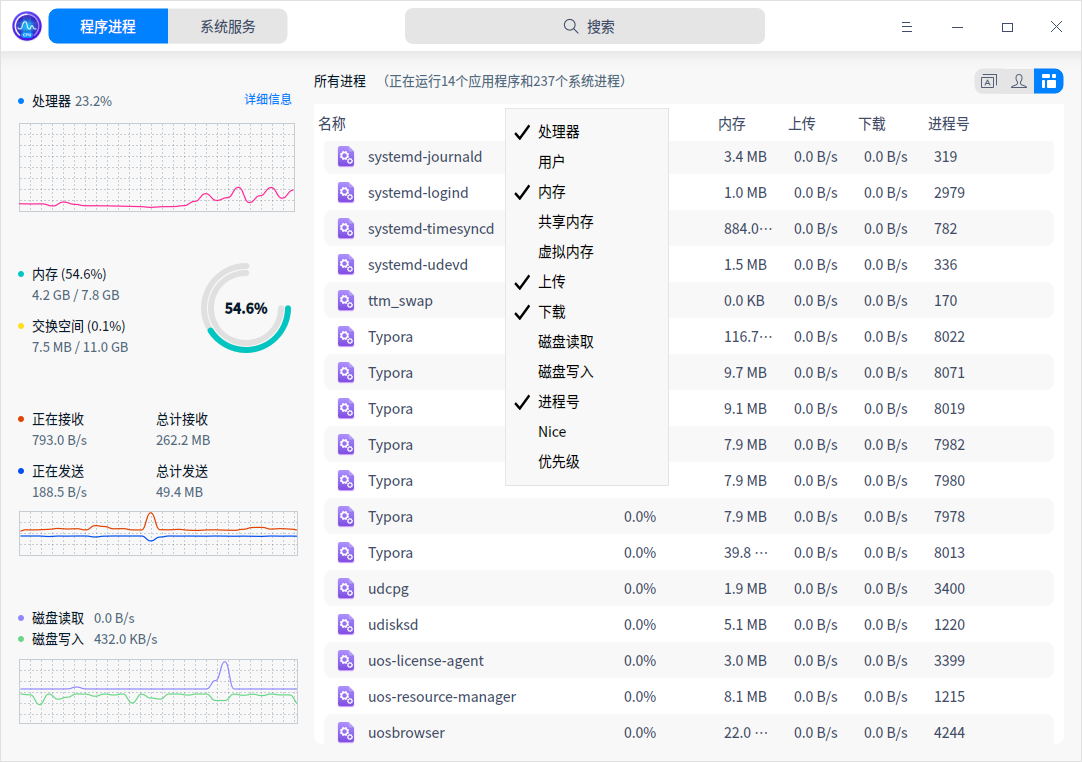 程序进程 系统服务 搜索
处理器 23.2% 详细信息
内存 (54.6%)
4.2 GB / 7.8 GB
54.6%
交换空间 (0.1%)
7.5 MB / 11.0 GB
正在接收 总计接收
793.0 B/s 262.2 MB
正在发送 总计发送
188.5 B/s 49.4 MB
磁盘读取 0.0 B/s
磁盘写入 432.0 KB/s
所有进程 （正在运行14个应用程序和237个系统进程）
名称 内存 上传 下载 进程号
systemd-journald 3.4 MB 0.0 B/s 0.0 B/s 319
systemd-logind 1.0 MB 0.0 B/s 0.0 B/s 2979
systemd-timesyncd 884.0⋯ 0.0 B/s 0.0 B/s 782
systemd-udevd 1.5 MB 0.0 B/s 0.0 B/s 336
ttm_swap 0.0 KB 0.0 B/s 0.0 B/s 170
Typora 116.7⋯ 0.0 B/s 0.0 B/s 8022
Typora 9.7 MB 0.0 B/s 0.0 B/s 8071
Typora 9.1 MB 0.0 B/s 0.0 B/s 8019
Typora 7.9 MB 0.0 B/s 0.0 B/s 7982
Typora 7.9 MB 0.0 B/s 0.0 B/s 7980
Typora 0.0% 7.9 MB 0.0 B/s 0.0 B/s 7978
Typora 0.0% 39.8 ⋯ 0.0 B/s 0.0 B/s 8013
udcpg 0.0% 1.9 MB 0.0 B/s 0.0 B/s 3400
udisksd 0.0% 5.1 MB 0.0 B/s 0.0 B/s 1220
uos-license-agent 0.0% 3.0 MB 0.0 B/s 0.0 B/s 3399
uos-resource-manager 0.0% 8.1 MB 0.0 B/s 0.0 B/s 1215
uosbrowser 0.0% 22.0 ⋯ 0.0 B/s 0.0 B/s 4244
处理器
用户
内存
共享内存
虚拟内存
上传
下载
磁盘读取
磁盘写入
进程号
Nice
优先级